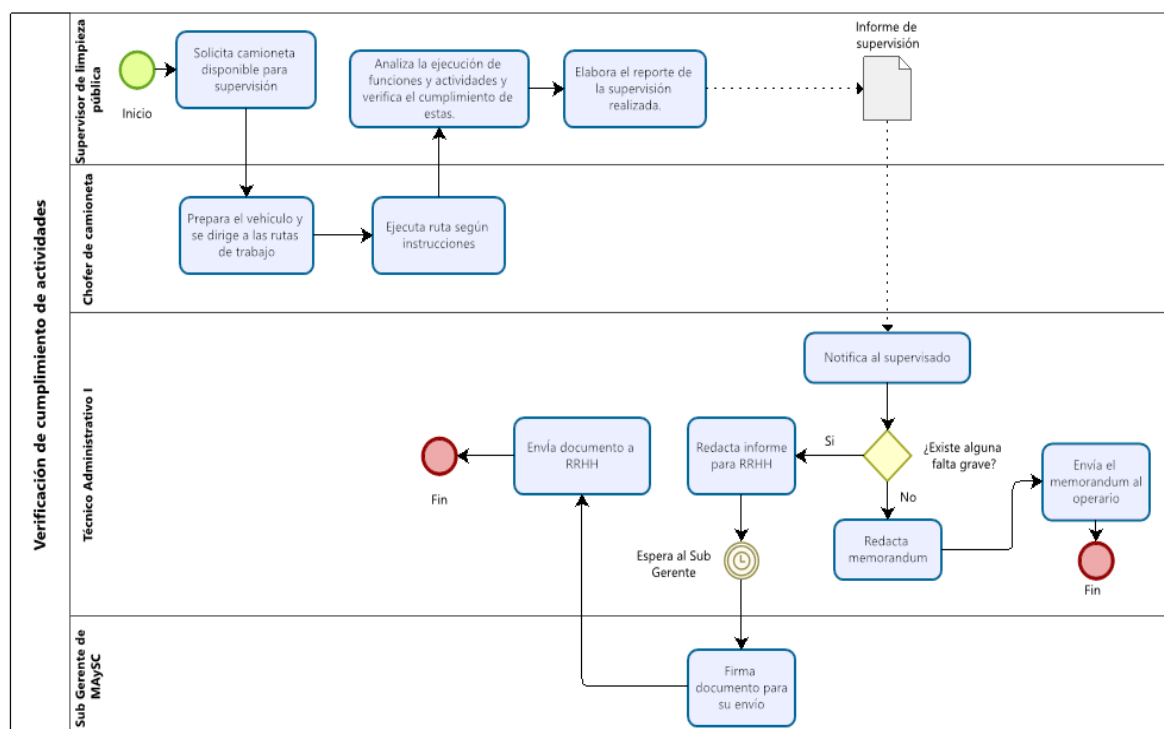 Verificación de cumplimiento de actividades
Supervisor de limpieza
pública
Inicio
Solicita camioneta
disponible para
supervisión
Analiza la ejecución de
funciones y actividades y
verifica el cumplimiento de
estas.
Elabora el reporte de
la supervisión
realizada.
Informe de
supervisión
Chofer de camioneta
Prepara el vehículo y
se dirige a las rutas
de trabajo
Ejecuta ruta según
instrucciones
Técnico Administrativo I
Notifica al supervisado
¿Existe alguna
falta grave?
Si
No
Redacta informe
para RRHH
EnvÍa documento a
RRHH
Fin
Espera al Sub
Gerente
Redacta
memorandum
Envía el
memorandum al
operario
Fin
Sub Gerente de
MAySC
Firma
documento para
su envío